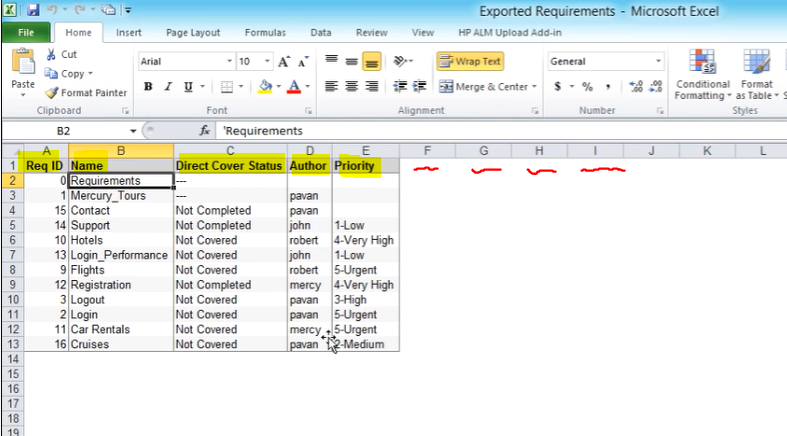 Exported Requirements - Microsoft Excel
File Home Insert Page Layout Formulas Data Review View HP ALM Upload Add-in
Cut
Copy
Format Painter
Paste
Clipboard
Arial 10 A A
B I U A
Font
Wrap Text
Merge & Center
Alignment
General
$ % , .00 .0
Number
Conditional Formatting
Format as Table
Styles
B2 fx 'Requirements
A B C D E F G H I J K L
1 Req ID Name Direct Cover Status Author Priority
2 0 Requirements ---
3 1 Mercury_Tours --- pavan
4 15 Contact Not Completed pavan
5 14 Support Not Completed john 1-Low
6 10 Hotels Not Covered robert 4-Very High
7 13 Login_Performance Not Covered john 1-Low
8 9 Flights Not Covered robert 5-Urgent
9 12 Registration Not Completed mercy 4-Very High
10 3 Logout Not Covered pavan 3-High
11 2 Login Not Covered pavan 5-Urgent
12 11 Car Rentals Not Covered mercy 5-Urgent
13 16 Cruises Not Covered pavan 2-Medium
14
15
16
17
18
19